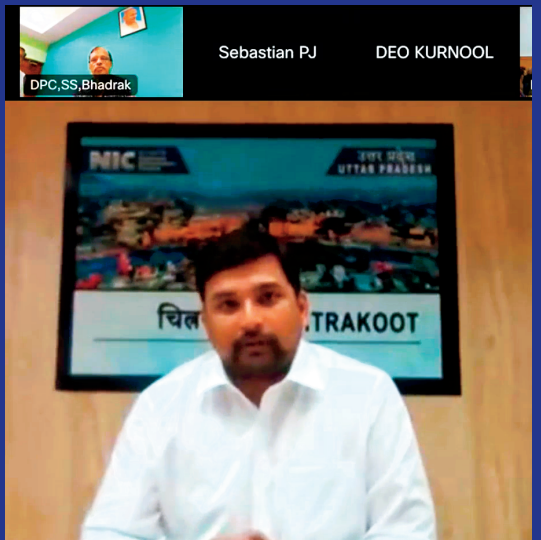 Sebastian PJ
DEO KURNOOL
DPC,SS,Bhadrak
NIC
उत्तर प्रदेश
UTTAR PRADESH
TRAKOOT